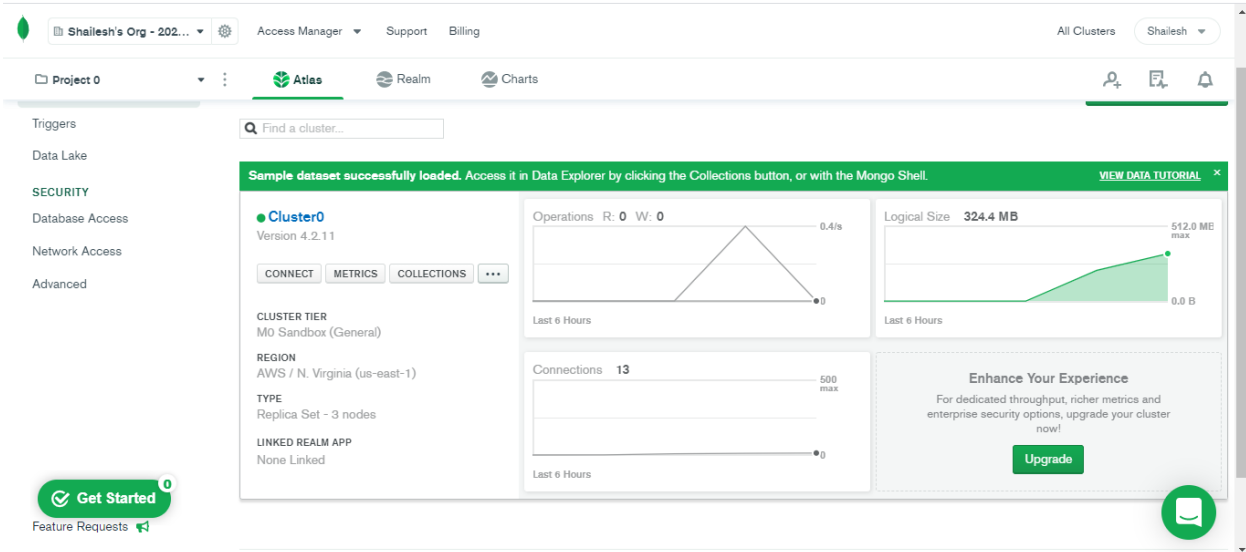 Shailesh's Org - 202... Access Manager Support Billing All Clusters Shailesh
Project 0 Atlas Realm Charts
Triggers
Data Lake
SECURITY
Database Access
Network Access
Advanced
Get Started 0
Feature Requests
Find a cluster...
Sample dataset successfully loaded. Access it in Data Explorer by clicking the Collections button, or with the Mongo Shell. VIEW DATA TUTORIAL ×
Cluster0
Version 4.2.11
CONNECT METRICS COLLECTIONS ...
CLUSTER TIER
M0 Sandbox (General)
REGION
AWS / N. Virginia (us-east-1)
TYPE
Replica Set - 3 nodes
LINKED REALM APP
None Linked
Operations R: 0 W: 0
0.4/s
0
Last 6 Hours
Logical Size 324.4 MB
512.0 MB
max
0.0 B
Last 6 Hours
Connections 13
500
max
0
Last 6 Hours
Enhance Your Experience
For dedicated throughput, richer metrics and
enterprise security options, upgrade your cluster
now!
Upgrade